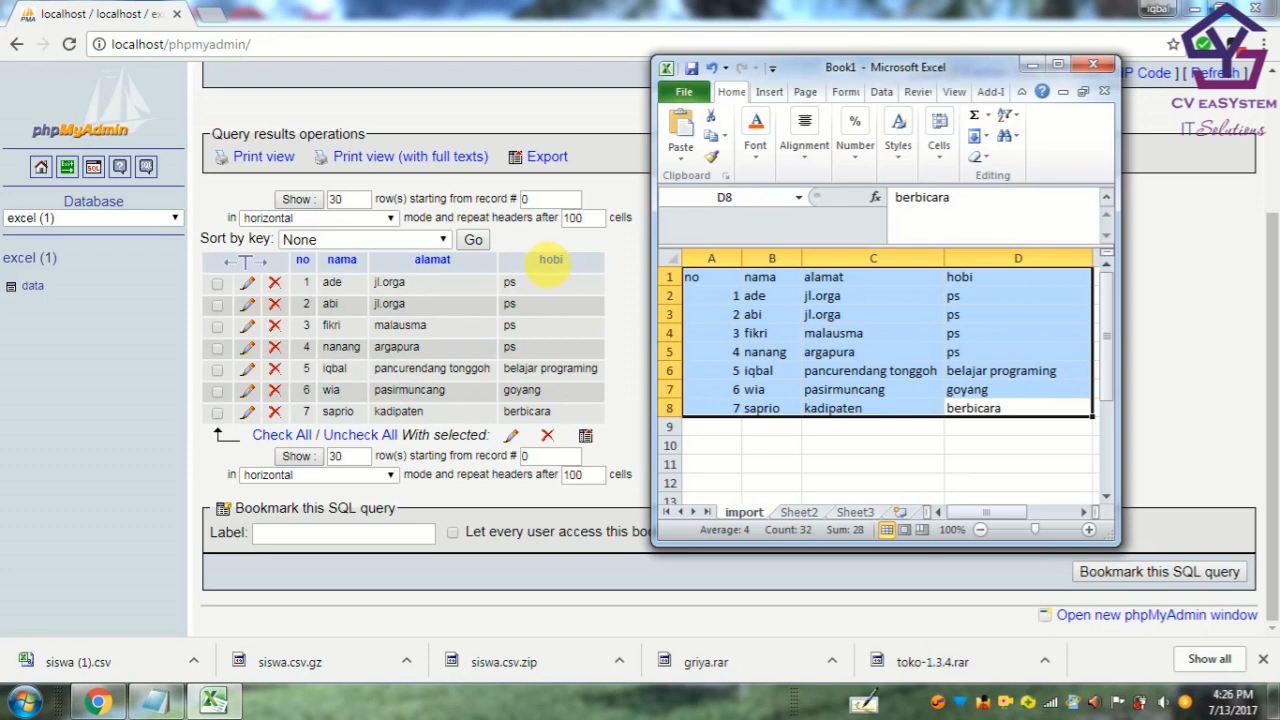 localhost / localhost / ex
iqbal
localhost/phpmyadmin/
CV eaSYstem
IT Solutions
phpMyAdmin
Database
excel (1)
excel (1)
data
P Code ] [ Refresh ]
Query results operations
Print view Print view (with full texts) Export
Show : 30 row(s) starting from record # 0
in horizontal mode and repeat headers after 100 cells
Sort by key: None Go
no nama alamat hobi
1 ade jl.orga ps
2 abi jl.orga ps
3 fikri malausma ps
4 nanang argapura ps
5 iqbal pancurendang tonggoh belajar programing
6 wia pasirmuncang goyang
7 saprio kadipaten berbicara
Check All / Uncheck All With selected:
Show : 30 row(s) starting from record # 0
in horizontal mode and repeat headers after 100 cells
Bookmark this SQL query
Label: Let every user access this boo
Bookmark this SQL query
Open new phpMyAdmin window
Book1 - Microsoft Excel
File Home Insert Page Formu Data Reviev View Add-I
Paste Font Alignment Number Styles Cells
Clipboard Editing
D8 fx berbicara
A B C D
1 no nama alamat hobi
2 1 ade jl.orga ps
3 2 abi jl.orga ps
4 3 fikri malausma ps
5 4 nanang argapura ps
6 5 iqbal pancurendang tonggoh belajar programing
7 6 wia pasirmuncang goyang
8 7 saprio kadipaten berbicara
9
10
11
12
13
import Sheet2 Sheet3
Average: 4 Count: 32 Sum: 28 100%
siswa (1).csv siswa.csv.gz siswa.csv.zip griya.rar toko-1.3.4.rar Show all
4:26 PM
7/13/2017